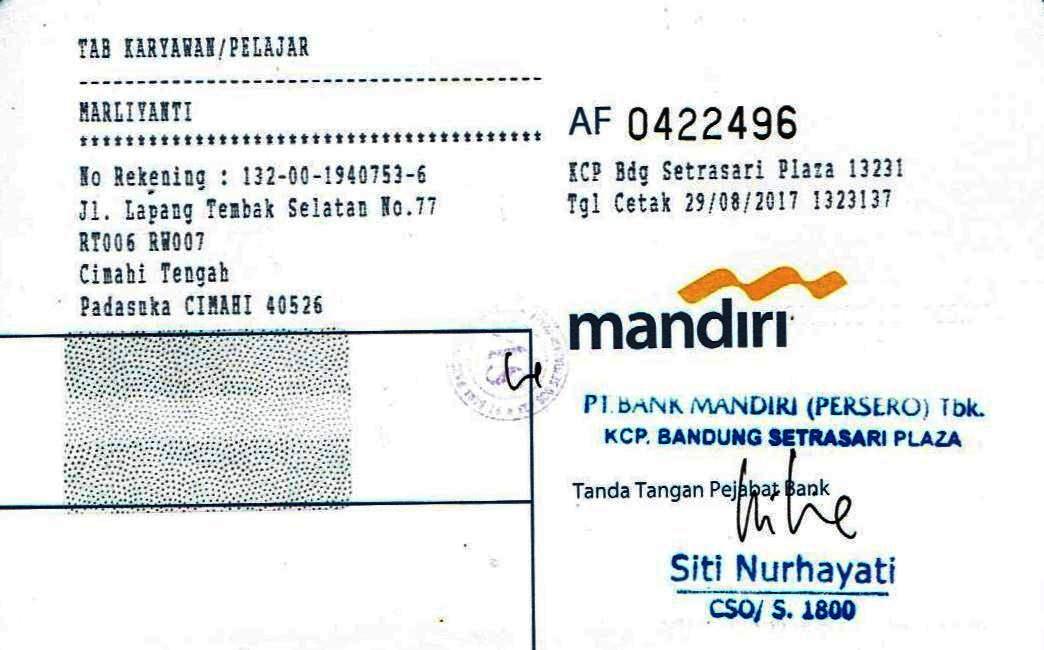 TAB KARYAWAN/PELAJAR
MARLIYANTI
No Rekening : 132-00-1940753-6
Jl. Lapang Tembak Selatan No.77
RT006 RW007
Cimahi Tengah
Padasuka CIMAHI 40526
AF 0422496
KCP Bdg Setrasari Plaza 13231
Tgl Cetak 29/08/2017 1323137
mandiri
PT.BANK MANDIRI (PERSERO) Tbk.
KCP. BANDUNG SETRASARI PLAZA
Tanda Tangan Pejabat Bank
Siti Nurhayati
CSO/ S. 1800